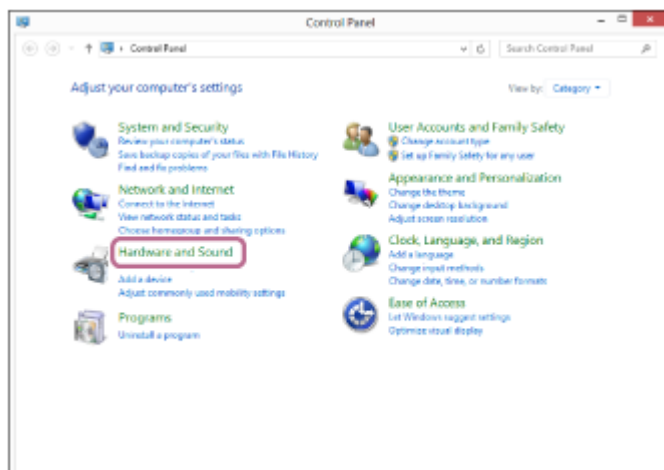 Control Panel
Control Panel
Search Control Panel
Adjust your computer's settings
View by: Category
System and Security
Review your computer's status
Save backup copies of your files with File History
Find and fix problems
Network and Internet
Connect to the Internet
View network status and tasks
Choose homegroup and sharing options
Hardware and Sound
Add a device
Adjust commonly used mobility settings
Programs
Uninstall a program
User Accounts and Family Safety
Change account type
Set up Family Safety for any user
Appearance and Personalization
Change the theme
Change desktop background
Adjust screen resolution
Clock, Language, and Region
Add a language
Change input methods
Change date, time, or number formats
Ease of Access
Let Windows suggest settings
Optimize visual display